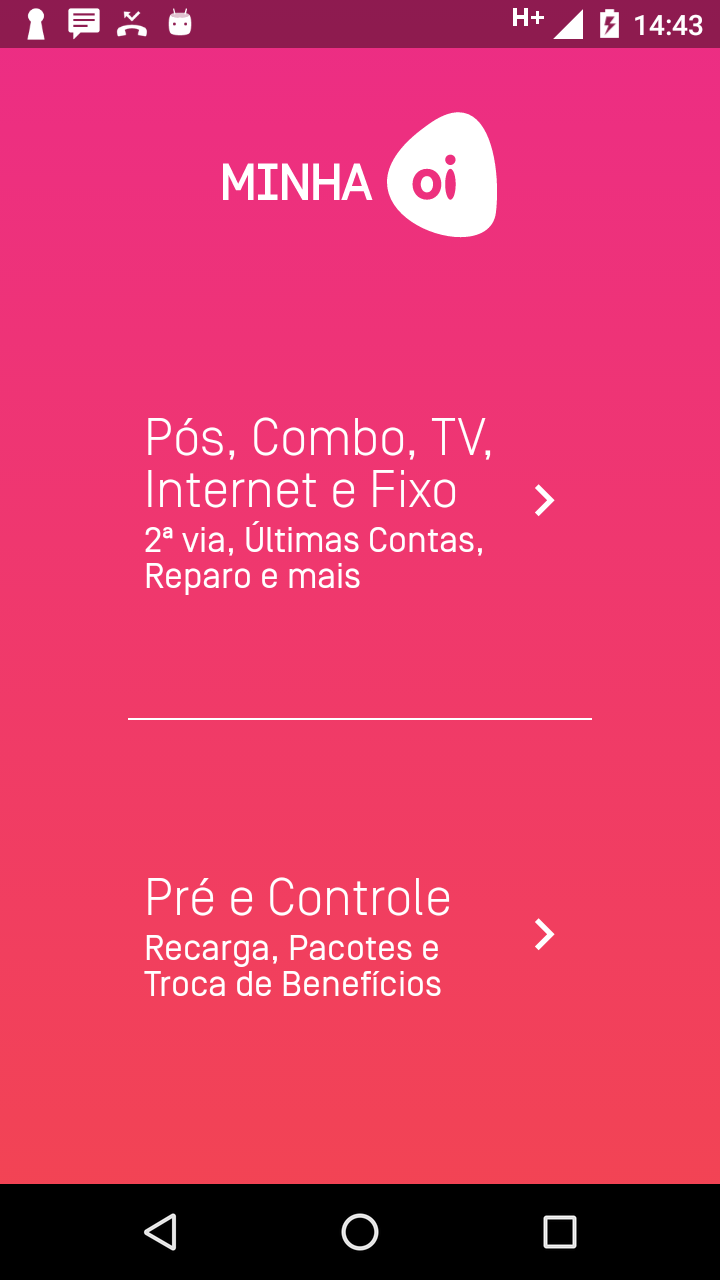 H+ 14:43
MINHA oi
Pós, Combo, TV,
Internet e Fixo
2ª via, Últimas Contas,
Reparo e mais
Pré e Controle
Recarga, Pacotes e
Troca de Benefícios